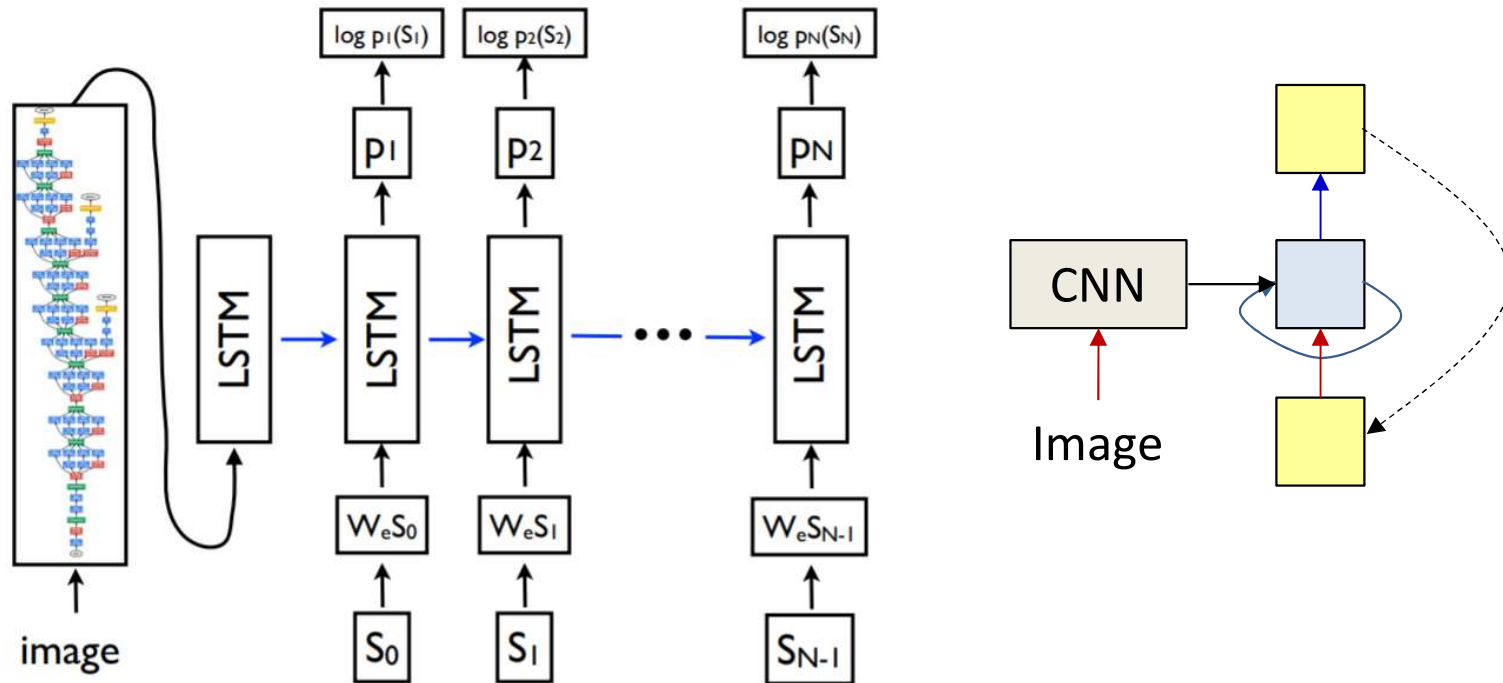 log p₁(S₁) log p₂(S₂) log pN(SN)
p₁ p₂ pN
LSTM LSTM LSTM ••• LSTM
WₑS₀ WₑS₁ WₑSN-1
S₀ S₁ SN-1
image
CNN
Image